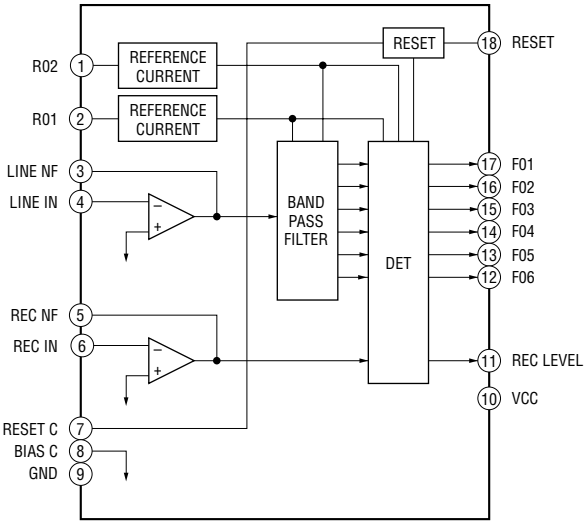 RESET
18 RESET
R02 1 REFERENCE
CURRENT
R01 2 REFERENCE
CURRENT
LINE NF 3
LINE IN 4
−
+
BAND
PASS
FILTER
DET
17 F01
16 F02
15 F03
14 F04
13 F05
12 F06
REC NF 5
REC IN 6
−
+
11 REC LEVEL
10 VCC
RESET C 7
BIAS C 8
GND 9